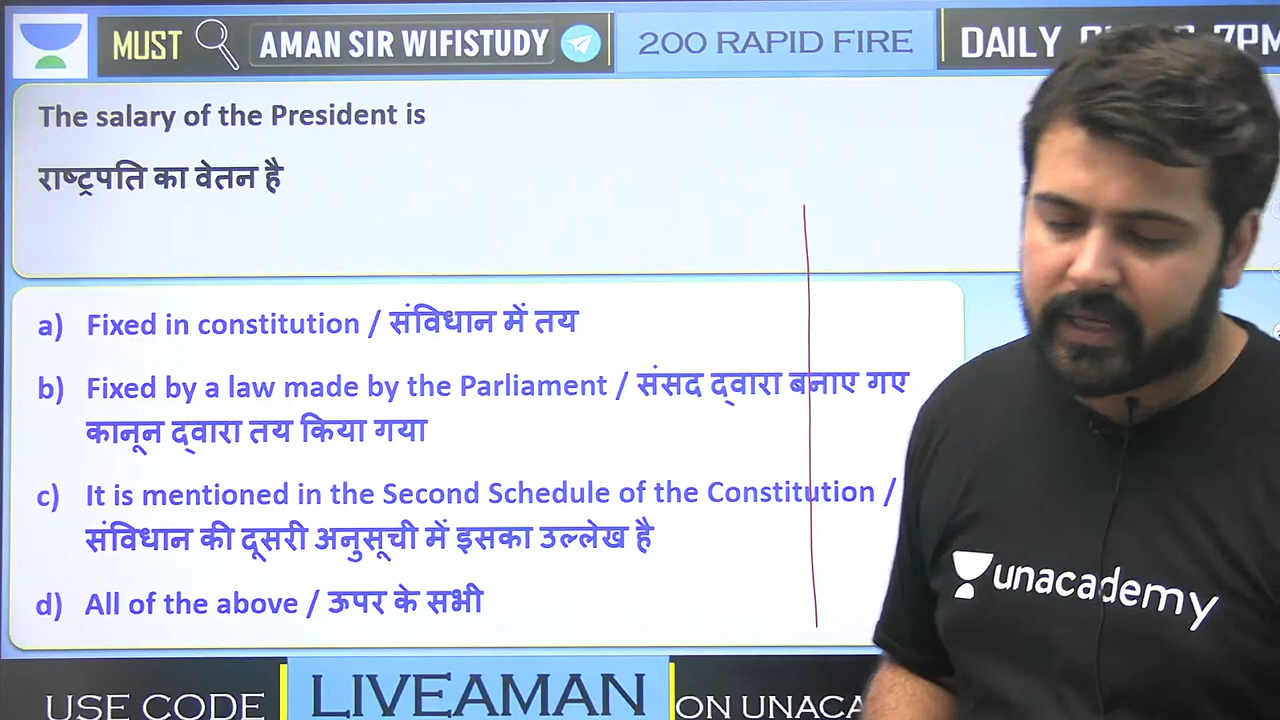 MUST AMAN SIR WIFISTUDY 200 RAPID FIRE DAILY 7PM
The salary of the President is
राष्ट्रपति का वेतन है
a) Fixed in constitution / संविधान में तय
b) Fixed by a law made by the Parliament / संसद द्वारा बनाए गए
कानून द्वारा तय किया गया
c) It is mentioned in the Second Schedule of the Constitution /
संविधान की दूसरी अनुसूची में इसका उल्लेख है
d) All of the above / ऊपर के सभी
unacademy
USE CODE LIVEAMAN ON UNACA